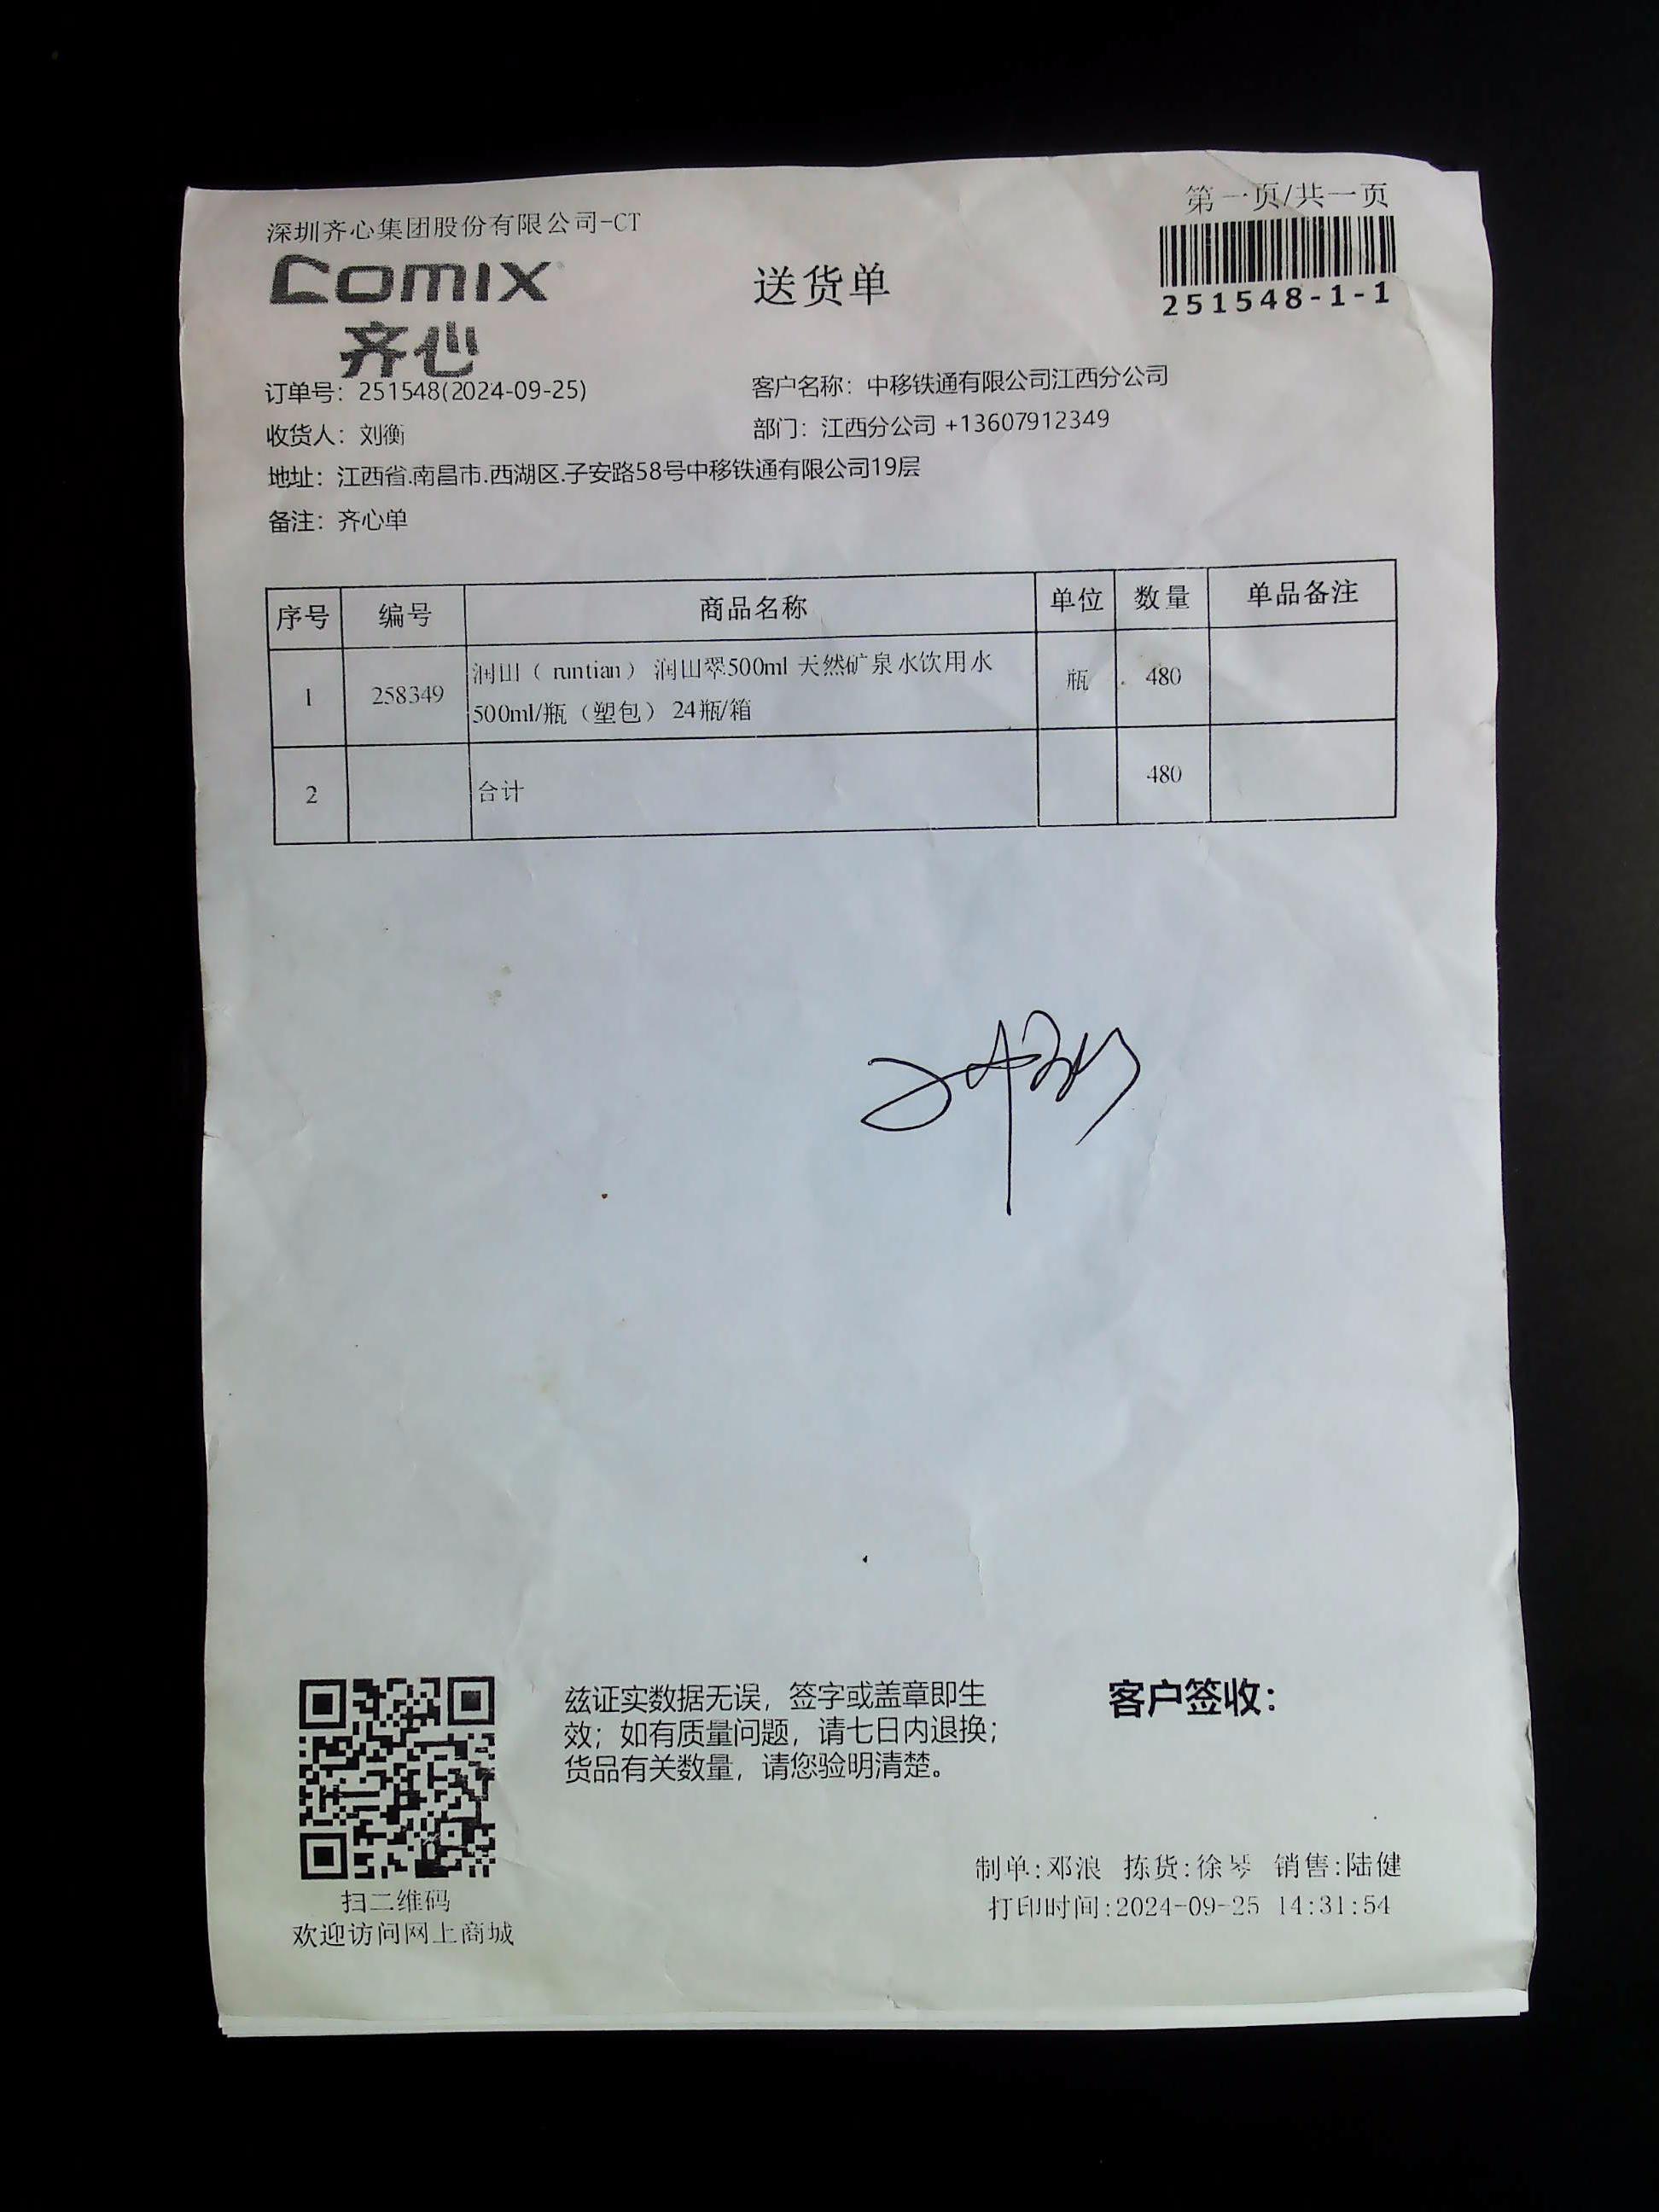 第一页/共一页
深圳齐心集团股份有限公司-CT
comix
齐心
送货单
251548-1-1
订单号：251548(2024-09-25)
客户名称：中移铁通有限公司江西分公司
收货人：刘衡
部门：江西分公司 +13607912349
地址：江西省.南昌市.西湖区.子安路58号中移铁通有限公司19层
备注：齐心单
序号 编号 商品名称 单位 数量 单品备注
1 258349 润田（ runtian） 润田翠500ml 天然矿泉水饮用水 瓶 480
500ml/瓶（塑包） 24瓶/箱
2 合计 480
兹证实数据无误，签字或盖章即生
效；如有质量问题，请七日内退换；
货品有关数量，请您验明清楚。
客户签收：
扫二维码
欢迎访问网上商城
制单:邓浪 拣货:徐琴 销售:陆健
打印时间:2024-09-25 14:31:54